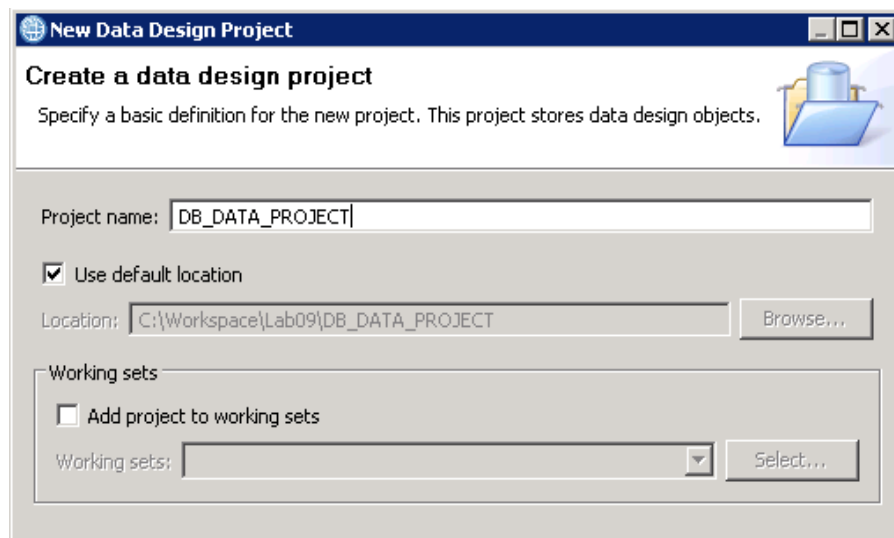 New Data Design Project
Create a data design project
Specify a basic definition for the new project. This project stores data design objects.
Project name: DB_DATA_PROJECT
Use default location
Location: C:\Workspace\Lab09\DB_DATA_PROJECT Browse...
Working sets
Add project to working sets
Working sets: Select...